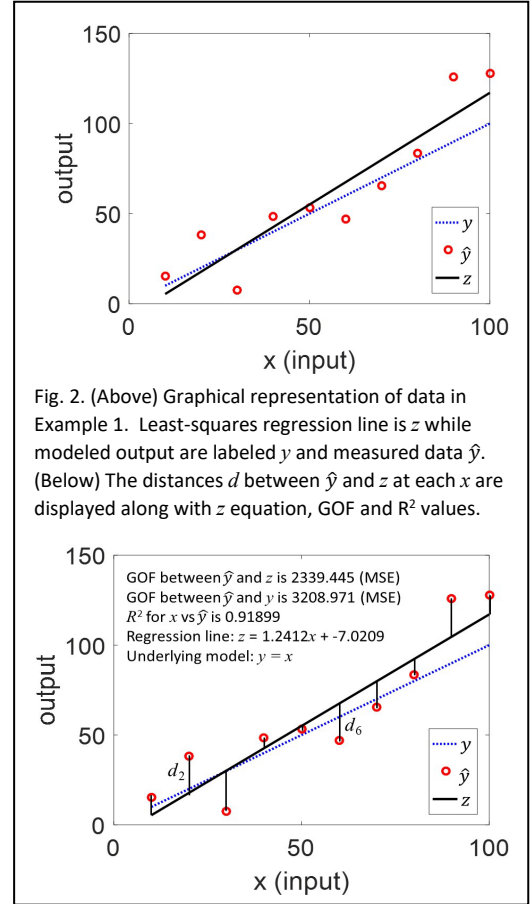 150
100
50
0
output
0
50
100
x (input)
y
ŷ
z
Fig. 2. (Above) Graphical representation of data in
Example 1. Least-squares regression line is z while
modeled output are labeled y and measured data ŷ.
(Below) The distances d between ŷ and z at each x are
displayed along with z equation, GOF and R² values.
150
100
50
0
output
GOF between ŷ and z is 2339.445 (MSE)
GOF between ŷ and y is 3208.971 (MSE)
R² for x vs ŷ is 0.91899
Regression line: z = 1.2412x + -7.0209
Underlying model: y = x
d₂
d₆
y
ŷ
z
0
50
100
x (input)